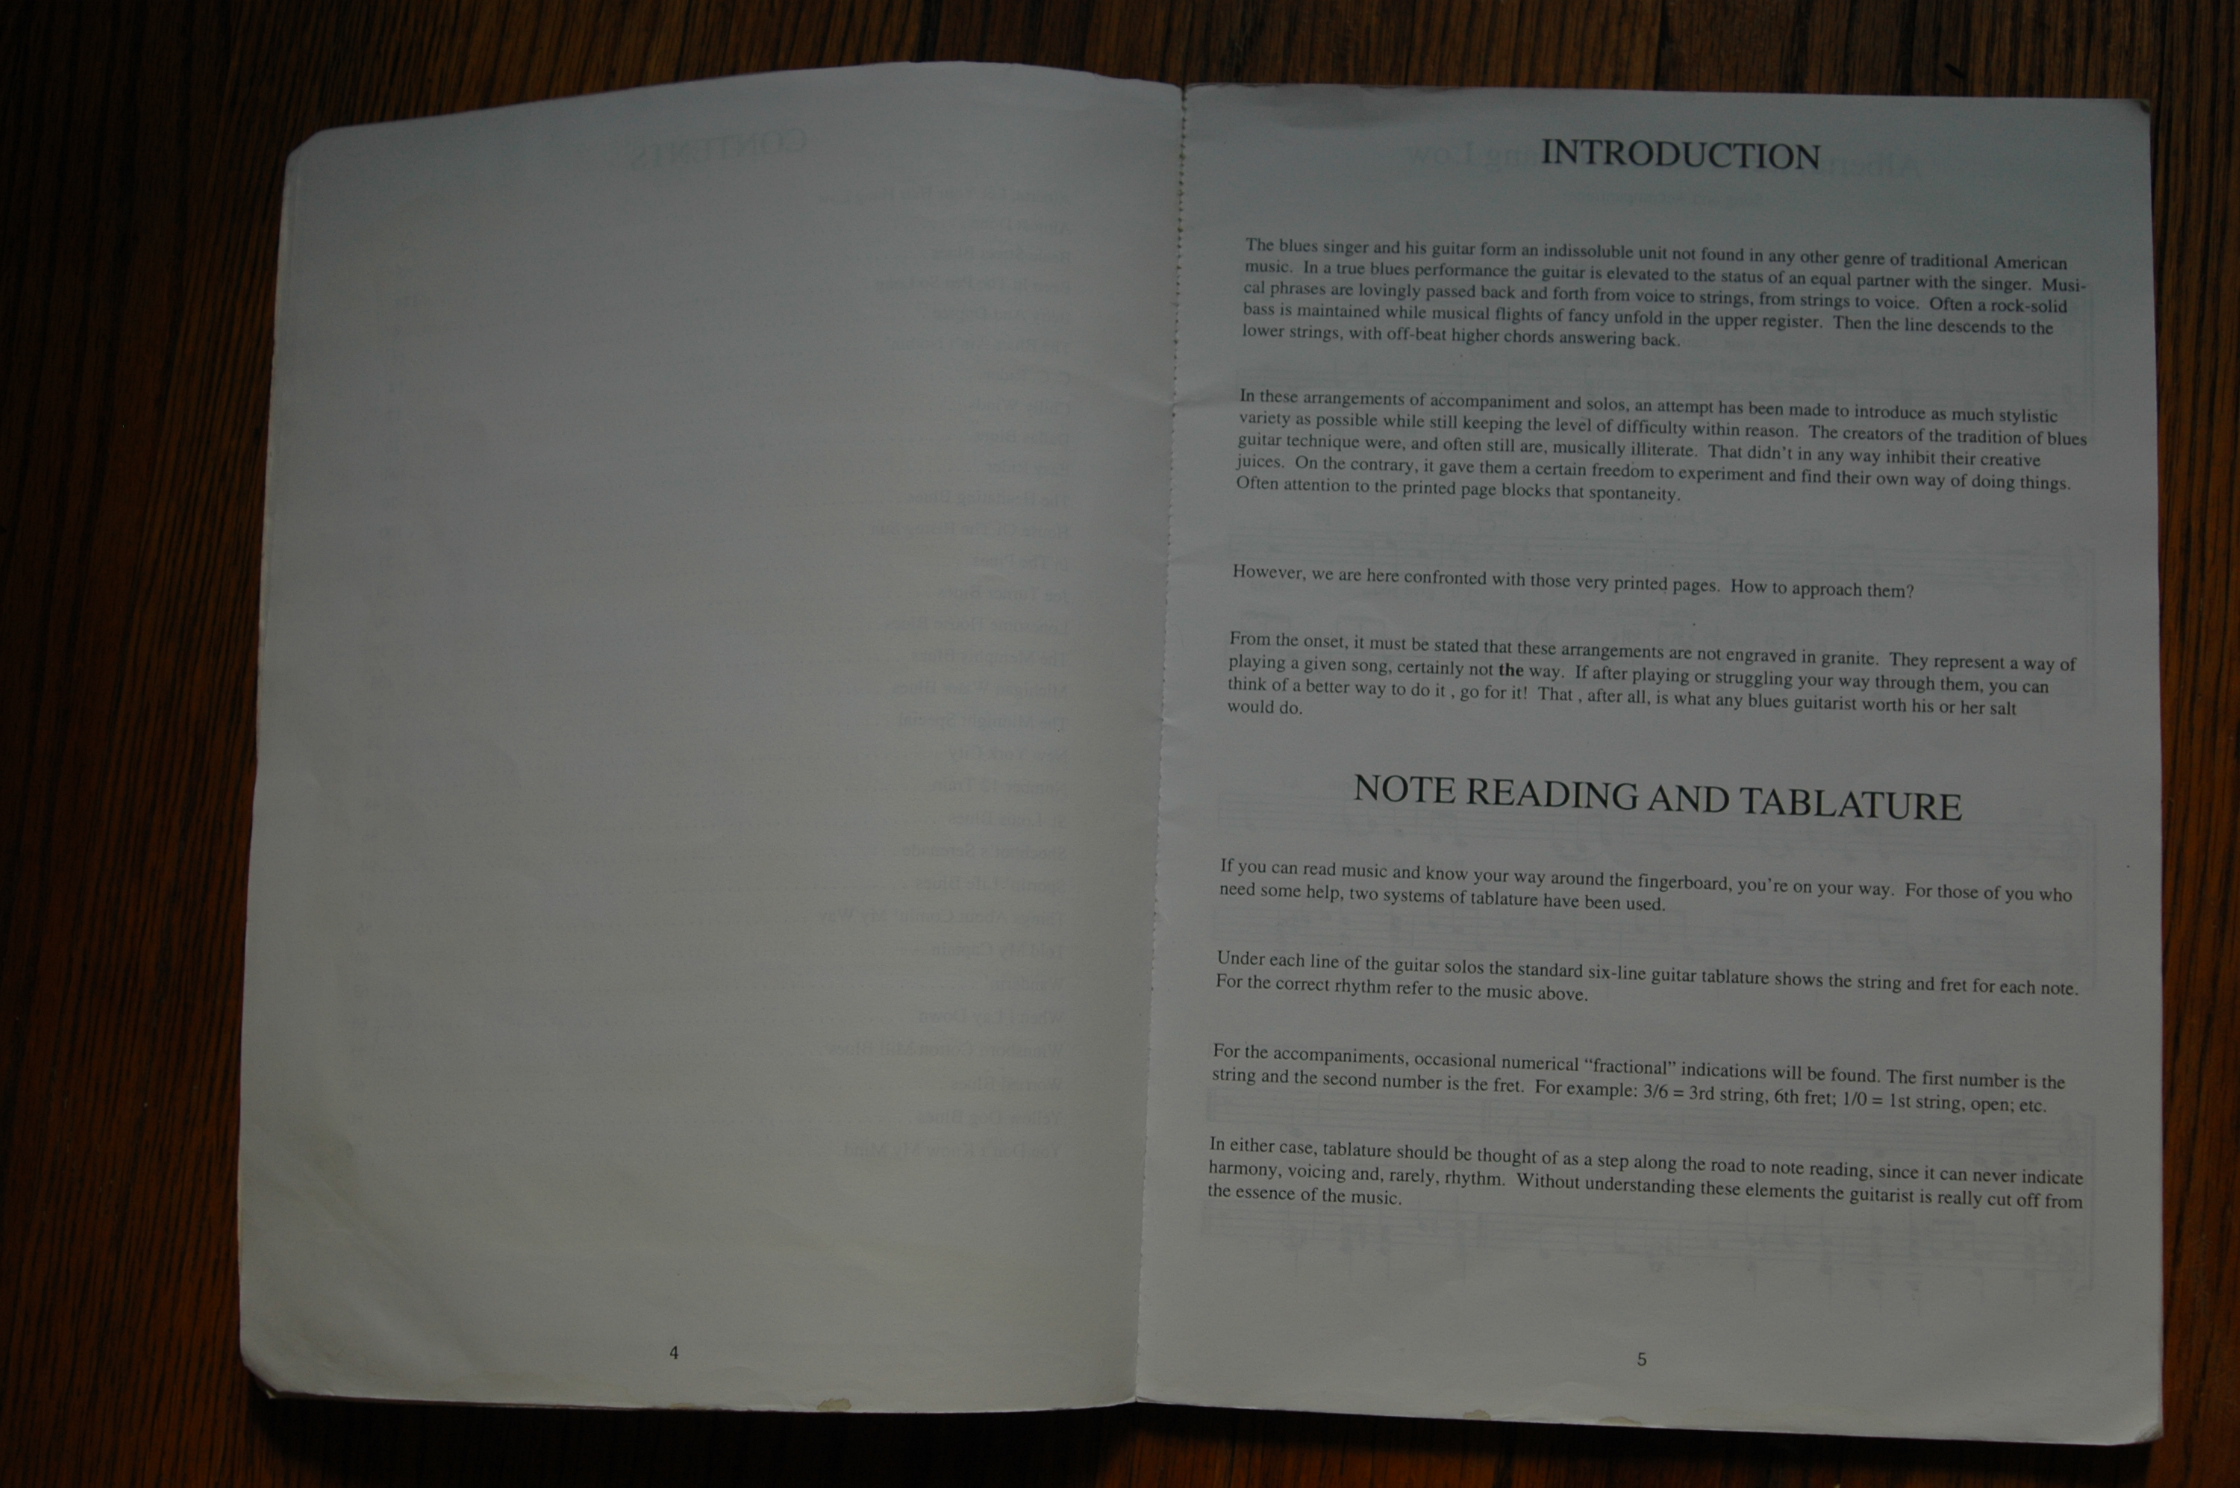 4
INTRODUCTION
The blues singer and his guitar form an indissoluble unit not found in any other genre of traditional American
music. In a true blues performance the guitar is elevated to the status of an equal partner with the singer. Musi-
cal phrases are lovingly passed back and forth from voice to strings, from strings to voice. Often a rock-solid
bass is maintained while musical flights of fancy unfold in the upper register. Then the line descends to the
lower strings, with off-beat higher chords answering back.
In these arrangements of accompaniment and solos, an attempt has been made to introduce as much stylistic
variety as possible while still keeping the level of difficulty within reason. The creators of the tradition of blues
guitar technique were, and often still are, musically illiterate. That didn't in any way inhibit their creative
juices. On the contrary, it gave them a certain freedom to experiment and find their own way of doing things.
Often attention to the printed page blocks that spontaneity.
However, we are here confronted with those very printed pages. How to approach them?
From the onset, it must be stated that these arrangements are not engraved in granite. They represent a way of
playing a given song, certainly not the way. If after playing or struggling your way through them, you can
think of a better way to do it , go for it! That , after all, is what any blues guitarist worth his or her salt
would do.
NOTE READING AND TABLATURE
If you can read music and know your way around the fingerboard, you're on your way. For those of you who
need some help, two systems of tablature have been used.
Under each line of the guitar solos the standard six-line guitar tablature shows the string and fret for each note.
For the correct rhythm refer to the music above.
For the accompaniments, occasional numerical “fractional” indications will be found. The first number is the
string and the second number is the fret. For example: 3/6 = 3rd string, 6th fret; 1/0 = 1st string, open; etc.
In either case, tablature should be thought of as a step along the road to note reading, since it can never indicate
harmony, voicing and, rarely, rhythm. Without understanding these elements the guitarist is really cut off from
the essence of the music.
5